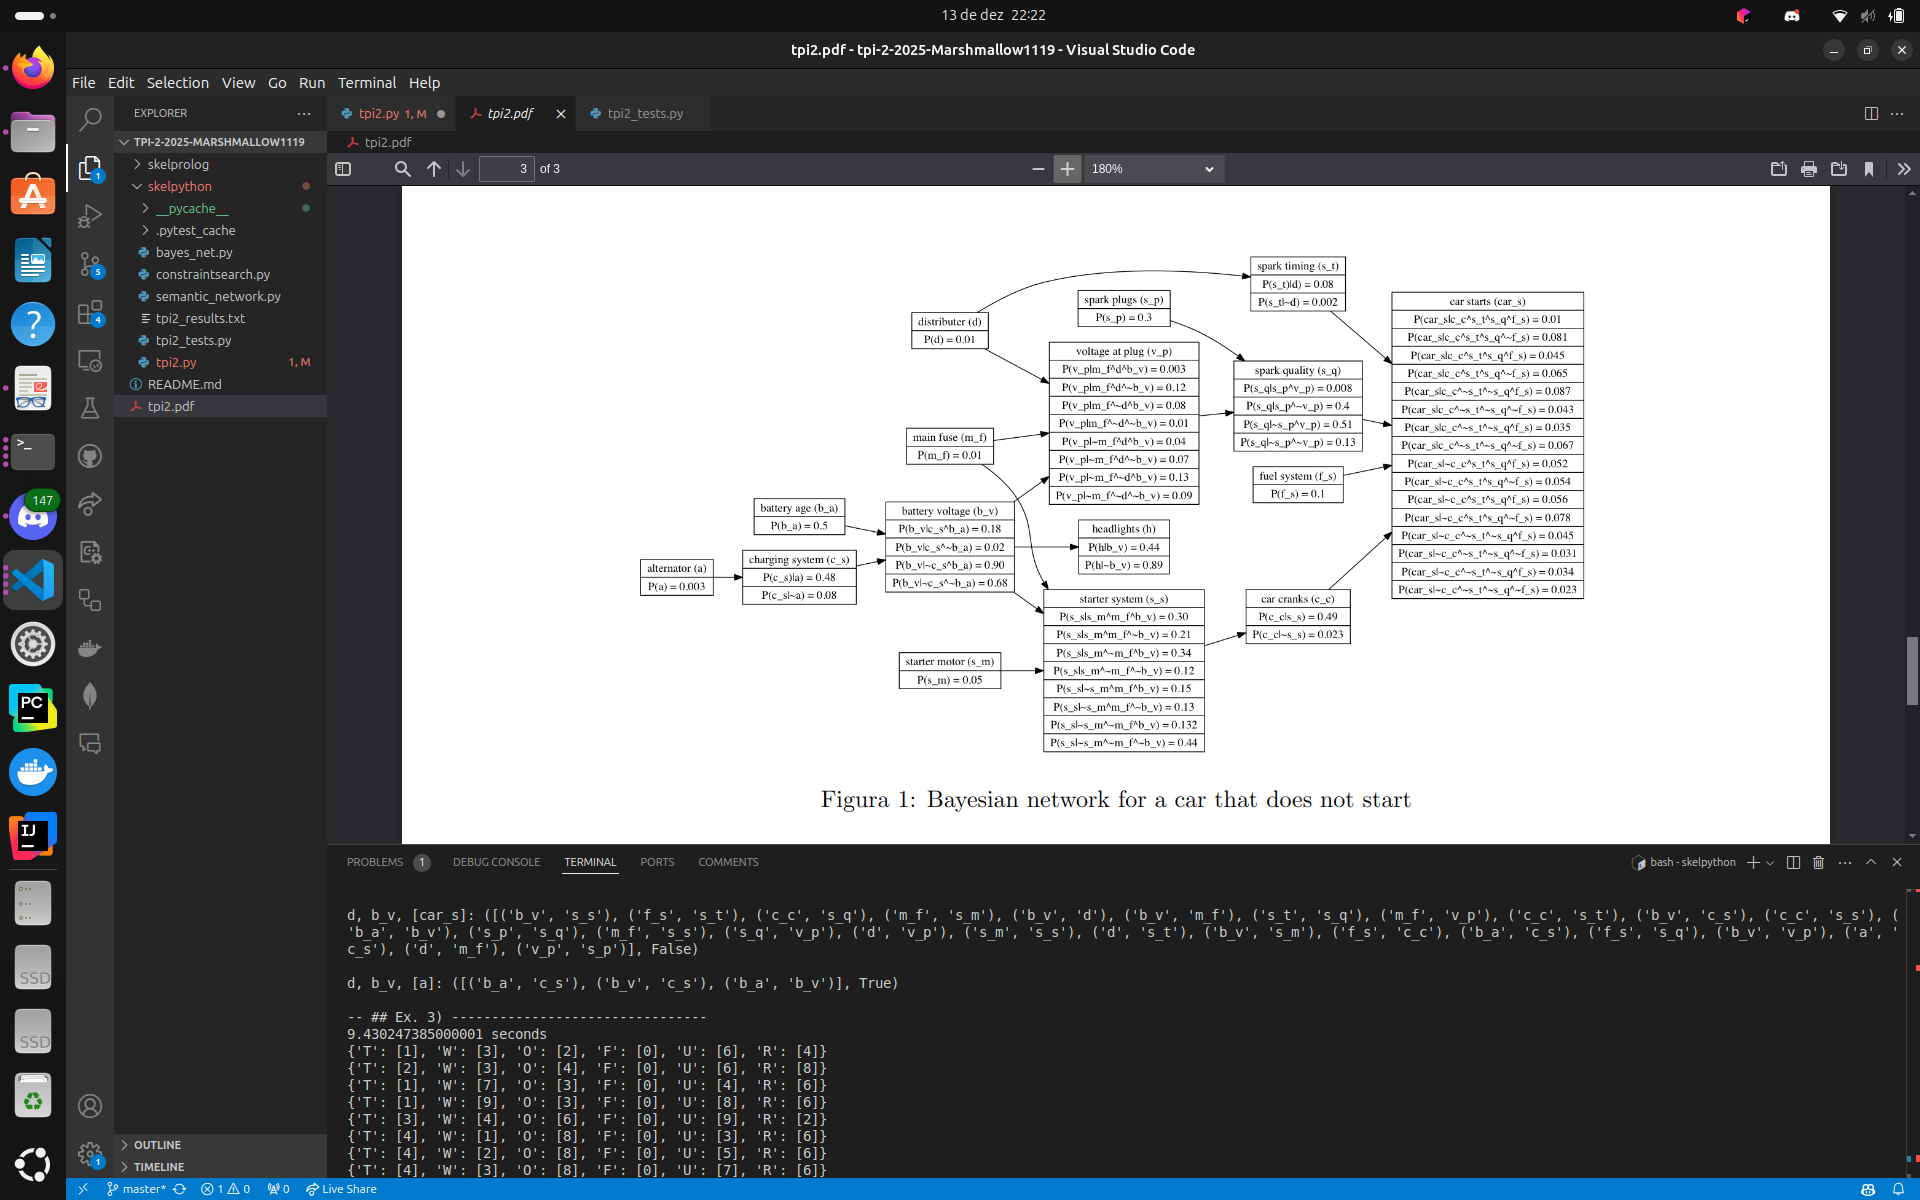 13 de dez  22:22
tpi2.pdf - tpi-2-2025-Marshmallow1119 - Visual Studio Code
File Edit Selection View Go Run Terminal Help
EXPLORER
TPI-2-2025-MARSHMALLOW1119
skelprolog
skelpython
__pycache__
.pytest_cache
bayes_net.py
constraintsearch.py
semantic_network.py
tpi2_results.txt
tpi2_tests.py
tpi2.py 1, M
README.md
tpi2.pdf
OUTLINE
TIMELINE
147
1
5
4
1
SSD
SSD
PC
IJ
tpi2.py 1, M
tpi2.pdf
tpi2_tests.py
tpi2.pdf
3 of 3
180%
spark timing (s_t)
P(s_t)|d) = 0.08
P(s_t|~d) = 0.002
spark plugs (s_p)
P(s_p) = 0.3
distributer (d)
P(d) = 0.01
voltage at plug (v_p)
P(v_p|m_f^d^b_v) = 0.003
P(v_p|m_f^d^~b_v) = 0.12
P(v_p|m_f^~d^b_v) = 0.08
P(v_p|m_f^~d^~b_v) = 0.01
P(v_p|~m_f^d^b_v) = 0.04
P(v_p|~m_f^d^~b_v) = 0.07
P(v_p|~m_f^~d^b_v) = 0.13
P(v_p|~m_f^~d^~b_v) = 0.09
spark quality (s_q)
P(s_q|s_p^v_p) = 0.008
P(s_q|s_p^~v_p) = 0.4
P(s_q|~s_p^v_p) = 0.51
P(s_q|~s_p^~v_p) = 0.13
car starts (car_s)
P(car_s|c_c^s_t^s_q^f_s) = 0.01
P(car_s|c_c^s_t^s_q^~f_s) = 0.081
P(car_s|c_c^s_t^~s_q^f_s) = 0.045
P(car_s|c_c^s_t^~s_q^~f_s) = 0.065
P(car_s|c_c^~s_t^s_q^f_s) = 0.087
P(car_s|c_c^~s_t^s_q^~f_s) = 0.043
P(car_s|c_c^~s_t^~s_q^f_s) = 0.035
P(car_s|c_c^~s_t^~s_q^~f_s) = 0.067
P(car_s|~c_c^s_t^s_q^f_s) = 0.052
P(car_s|~c_c^s_t^s_q^~f_s) = 0.054
P(car_s|~c_c^s_t^~s_q^f_s) = 0.056
P(car_s|~c_c^s_t^~s_q^~f_s) = 0.078
P(car_s|~c_c^~s_t^s_q^f_s) = 0.045
P(car_s|~c_c^~s_t^s_q^~f_s) = 0.031
P(car_s|~c_c^~s_t^~s_q^f_s) = 0.034
P(car_s|~c_c^~s_t^~s_q^~f_s) = 0.023
main fuse (m_f)
P(m_f) = 0.01
fuel system (f_s)
P(f_s) = 0.1
battery age (b_a)
P(b_a) = 0.5
battery voltage (b_v)
P(b_v|c_s^b_a) = 0.18
P(b_v|c_s^~b_a) = 0.02
P(b_v|~c_s^b_a) = 0.90
P(b_v|~c_s^~b_a) = 0.68
headlights (h)
P(h|b_v) = 0.44
P(h|~b_v) = 0.89
alternator (a)
P(a) = 0.003
charging system (c_s)
P(c_s)|a) = 0.48
P(c_s|~a) = 0.08
starter system (s_s)
P(s_s|s_m^m_f^b_v) = 0.30
P(s_s|s_m^m_f^~b_v) = 0.21
P(s_s|s_m^~m_f^b_v) = 0.34
P(s_s|s_m^~m_f^~b_v) = 0.12
P(s_s|~s_m^m_f^b_v) = 0.15
P(s_s|~s_m^m_f^~b_v) = 0.13
P(s_s|~s_m^~m_f^b_v) = 0.132
P(s_s|~s_m^~m_f^~b_v) = 0.44
car cranks (c_c)
P(c_c|s_s) = 0.49
P(c_c|~s_s) = 0.023
starter motor (s_m)
P(s_m) = 0.05
Figura 1: Bayesian network for a car that does not start
PROBLEMS 1 DEBUG CONSOLE TERMINAL PORTS COMMENTS
bash - skelpython
d, b_v, [car_s]: ([('b_v', 's_s'), ('f_s', 's_t'), ('c_c', 's_q'), ('m_f', 's_m'), ('b_v', 'd'), ('b_v', 'm_f'), ('s_t', 's_q'), ('m_f', 'v_p'), ('c_c', 's_t'), ('b_v', 'c_s'), ('c_c', 's_s'), (
'b_a', 'b_v'), ('s_p', 's_q'), ('m_f', 's_s'), ('s_q', 'v_p'), ('d', 'v_p'), ('s_m', 's_s'), ('d', 's_t'), ('b_v', 's_m'), ('f_s', 'c_c'), ('b_a', 'c_s'), ('f_s', 's_q'), ('b_v', 'v_p'), ('a', '
c_s'), ('d', 'm_f'), ('v_p', 's_p')], False)
d, b_v, [a]: ([('b_a', 'c_s'), ('b_v', 'c_s'), ('b_a', 'b_v')], True)
-- ## Ex. 3) -------------------------------
9.430247385000001 seconds
{'T': [1], 'W': [3], 'O': [2], 'F': [0], 'U': [6], 'R': [4]}
{'T': [2], 'W': [3], 'O': [4], 'F': [0], 'U': [6], 'R': [8]}
{'T': [1], 'W': [7], 'O': [3], 'F': [0], 'U': [4], 'R': [6]}
{'T': [1], 'W': [9], 'O': [3], 'F': [0], 'U': [8], 'R': [6]}
{'T': [3], 'W': [4], 'O': [6], 'F': [0], 'U': [9], 'R': [2]}
{'T': [4], 'W': [1], 'O': [8], 'F': [0], 'U': [3], 'R': [6]}
{'T': [4], 'W': [2], 'O': [8], 'F': [0], 'U': [5], 'R': [6]}
{'T': [4], 'W': [3], 'O': [8], 'F': [0], 'U': [7], 'R': [6]}
master* 1 0 0 Live Share